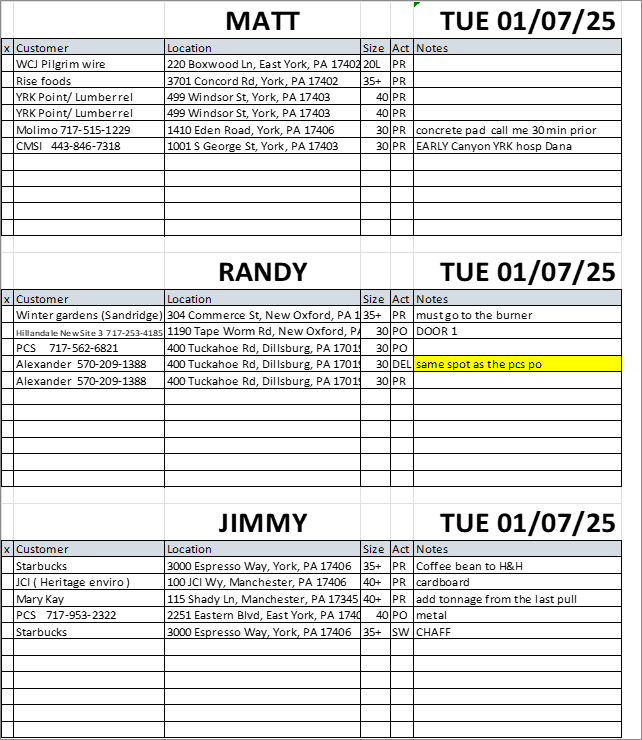 MATT TUE 01/07/25
x Customer Location Size Act Notes
WCJ Pilgrim wire 220 Boxwood Ln, East York, PA 17402 20L PR
Rise foods 3701 Concord Rd, York, PA 17402 35+ PR
YRK Point/ Lumber rel 499 Windsor St, York, PA 17403 40 PR
YRK Point/ Lumber rel 499 Windsor St, York, PA 17403 40 PR
Molimo 717-515-1229 1410 Eden Road, York, PA 17406 30 PR concrete pad call me 30 min prior
CMSI 443-846-7318 1001 S George St, York, PA 17403 30 PR EARLY Canyon YRK hosp Dana
RANDY TUE 01/07/25
x Customer Location Size Act Notes
Winter gardens (Sandridge) 304 Commerce St, New Oxford, PA 1 35+ PR must go to the burner
Hillandale New Site 3 717-253-4185 1190 Tape Worm Rd, New Oxford, PA 30 PO DOOR 1
PCS 717-562-6821 400 Tuckahoe Rd, Dillsburg, PA 17019 30 PO
Alexander 570-209-1388 400 Tuckahoe Rd, Dillsburg, PA 17019 30 DEL same spot as the pcs po
Alexander 570-209-1388 400 Tuckahoe Rd, Dillsburg, PA 17019 30 PR
JIMMY TUE 01/07/25
x Customer Location Size Act Notes
Starbucks 3000 Espresso Way, York, PA 17406 35+ PR Coffee bean to H&H
JCI ( Heritage enviro ) 100 JCI Wy, Manchester, PA 17406 40+ PR cardboard
Mary Kay 115 Shady Ln, Manchester, PA 17345 40+ PR add tonnage from the last pull
PCS 717-953-2322 2251 Eastern Blvd, East York, PA 1740 40 PO metal
Starbucks 3000 Espresso Way, York, PA 17406 35+ SW CHAFF